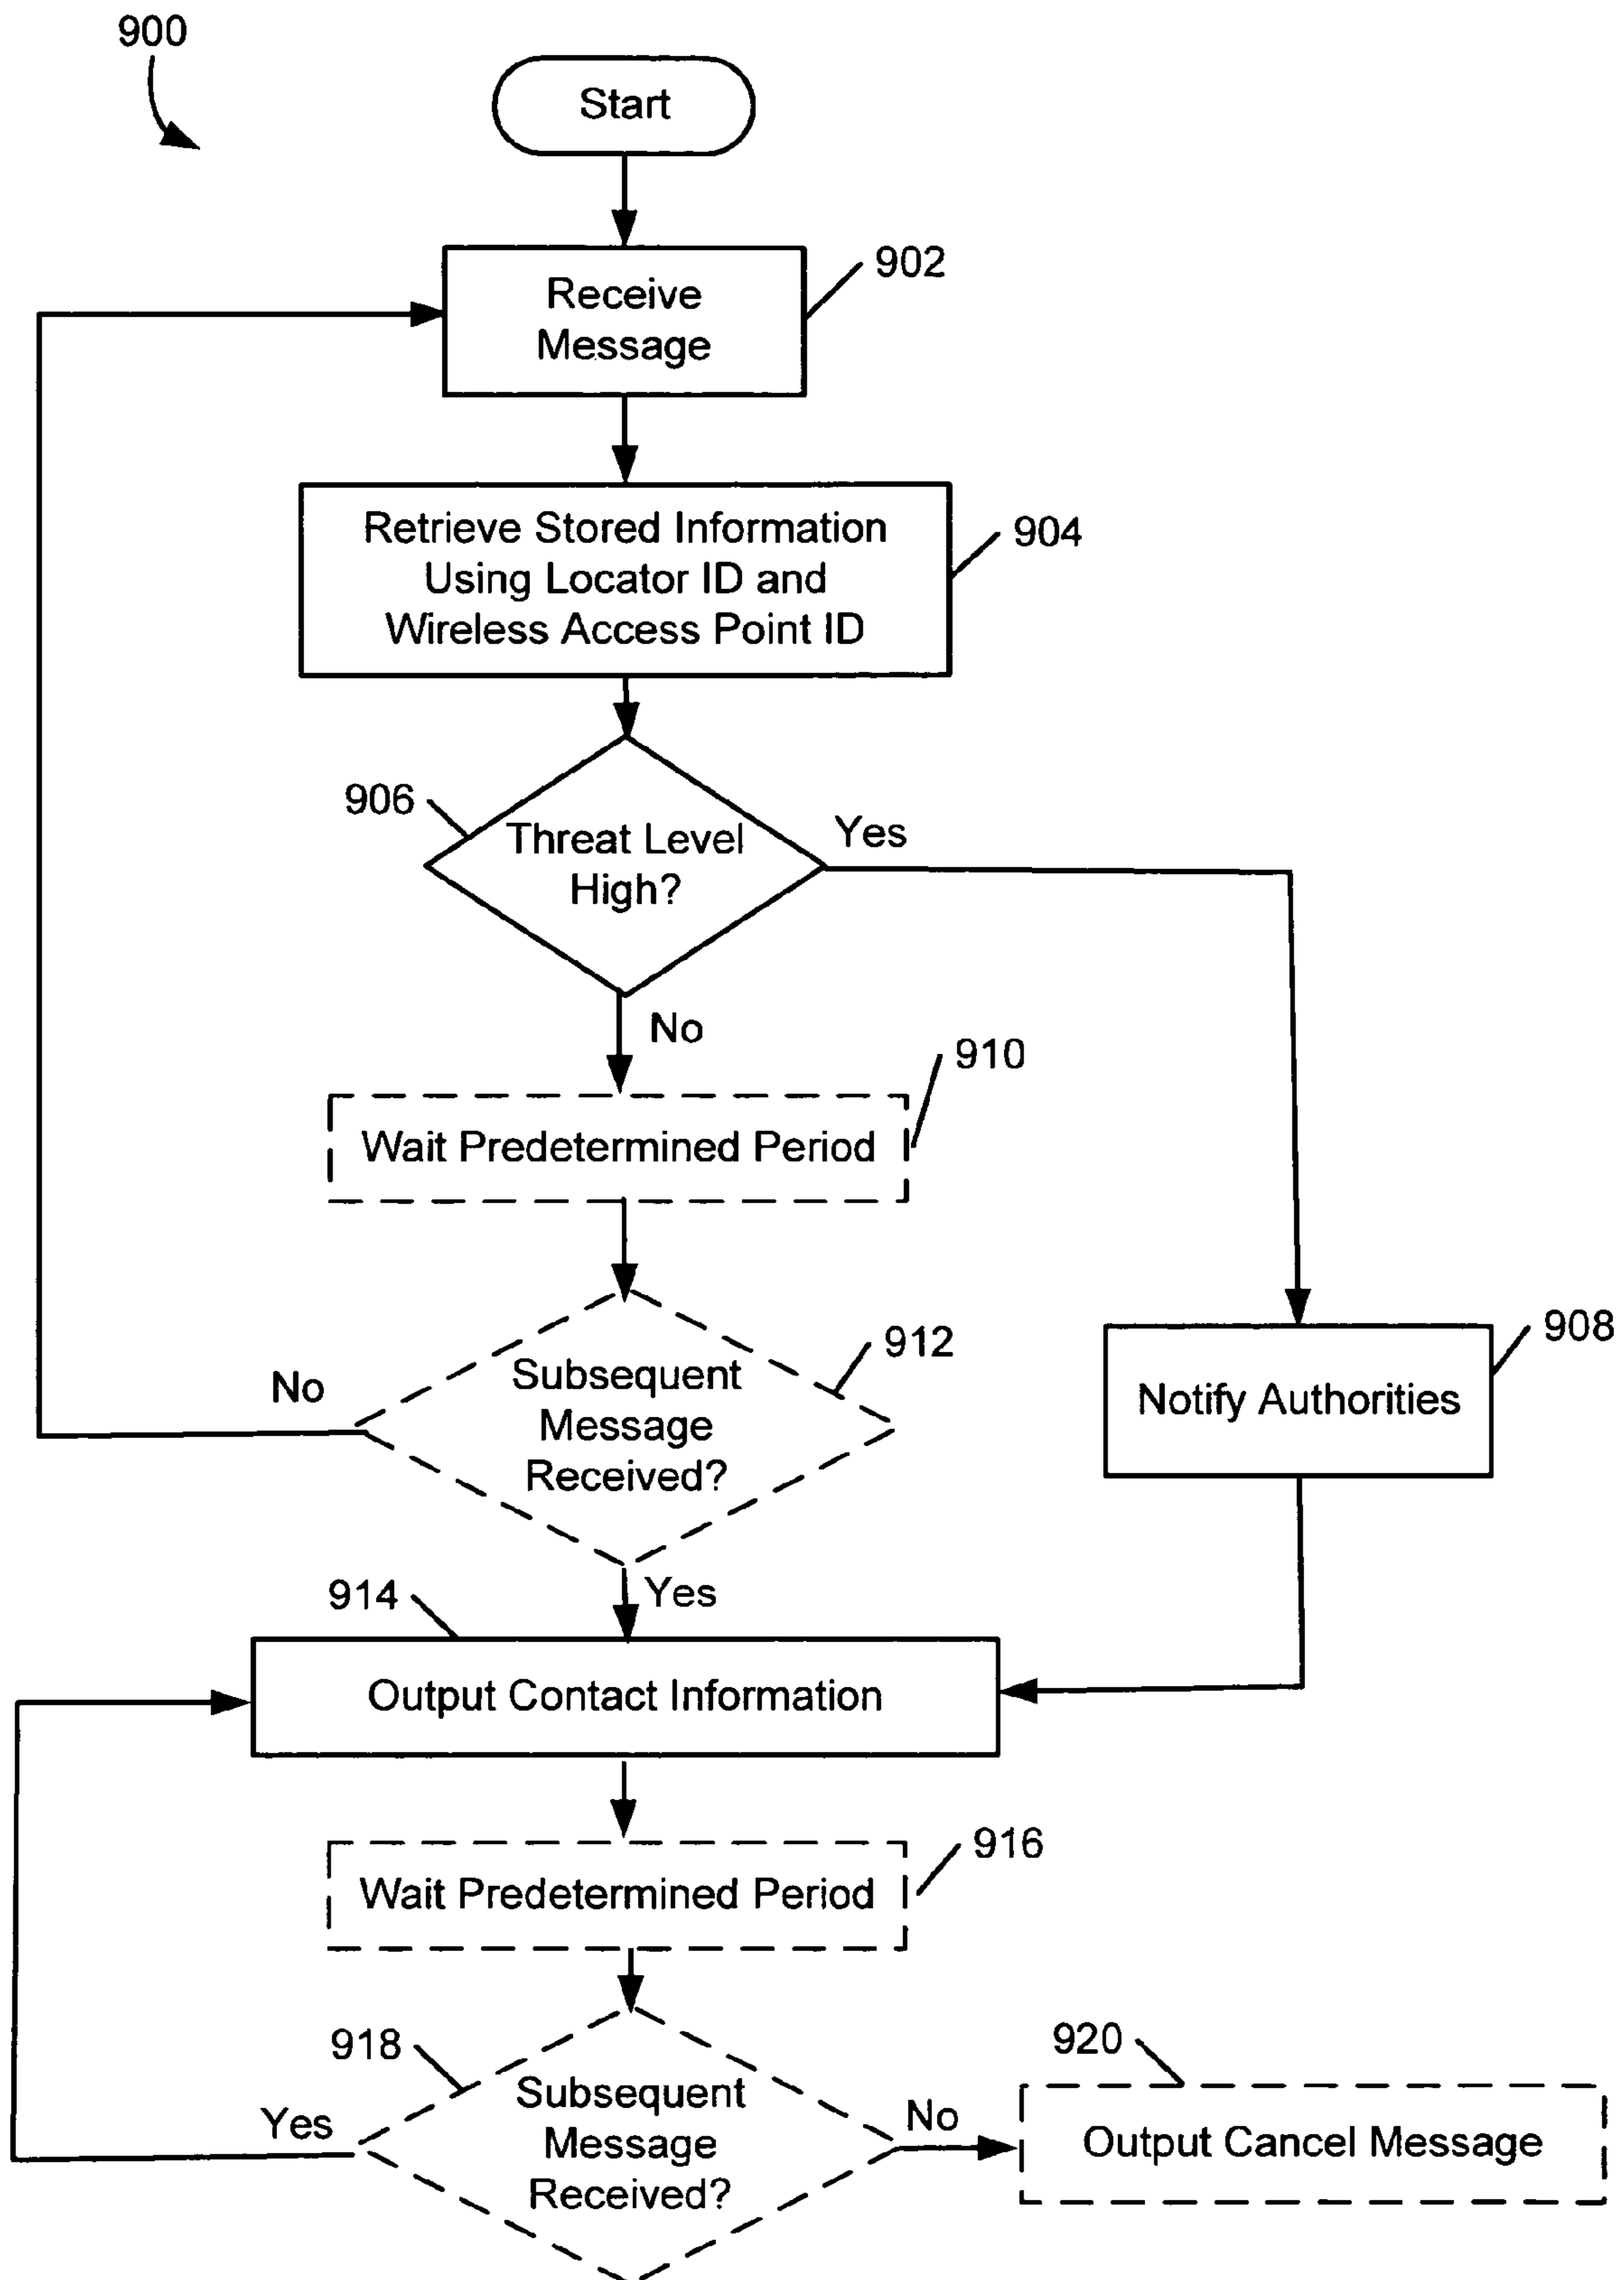 900
Start
Receive
Message
902
Retrieve Stored Information
Using Locator ID and
Wireless Access Point ID
904
906
Threat Level
High?
Yes
No
910
Wait Predetermined Period
912
Subsequent
Message
Received?
No
908
Notify Authorities
Yes
914
Output Contact Information
916
Wait Predetermined Period
918
Subsequent
Message
Received?
Yes
No
920
Output Cancel Message